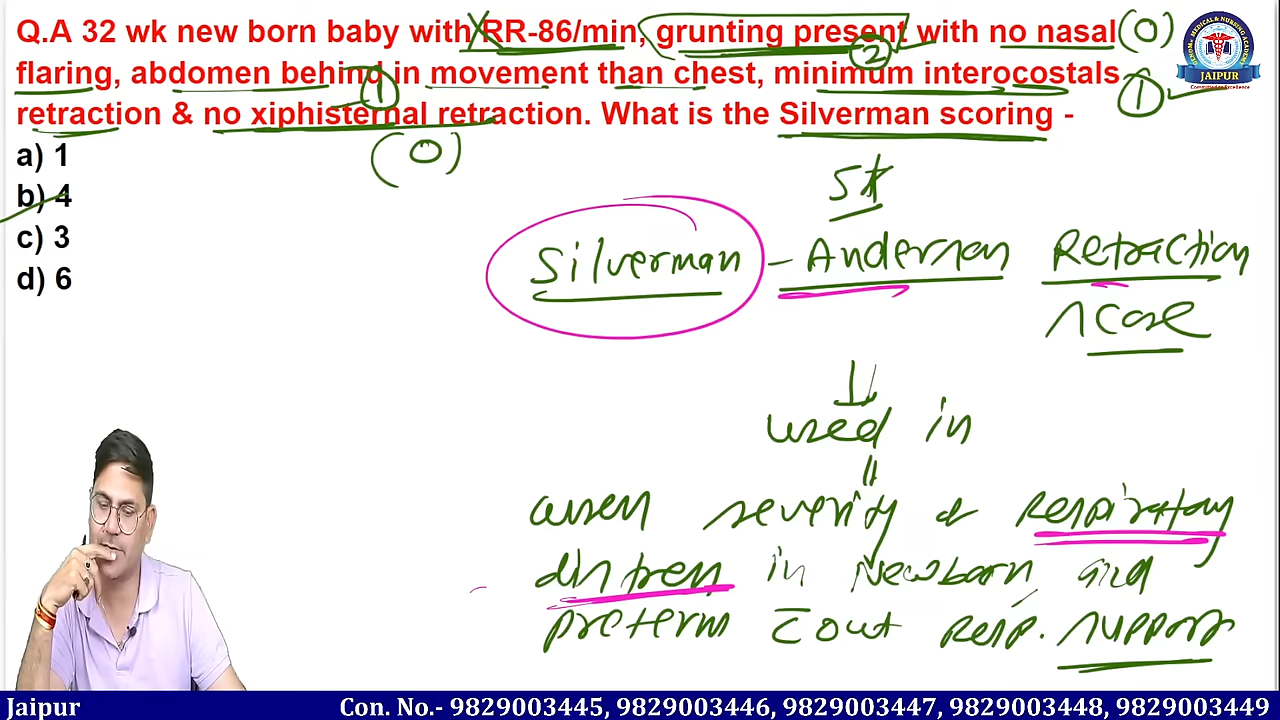 Q.A 32 wk new born baby with RR-86/min, grunting present with no nasal (0)
flaring, abdomen behind in movement than chest, minimum interocostals
retraction & no xiphisternal retraction. What is the Silverman scoring -
2
1
1
(0)
a) 1
b) 4
c) 3
d) 6
JAIPUR
Silverman - Anderson Retraction
score
used in
severity of Respiratory
distress in Newborn and
preterm c̄out resp. support
Jaipur
Con. No.- 9829003445, 9829003446, 9829003447, 9829003448, 9829003449